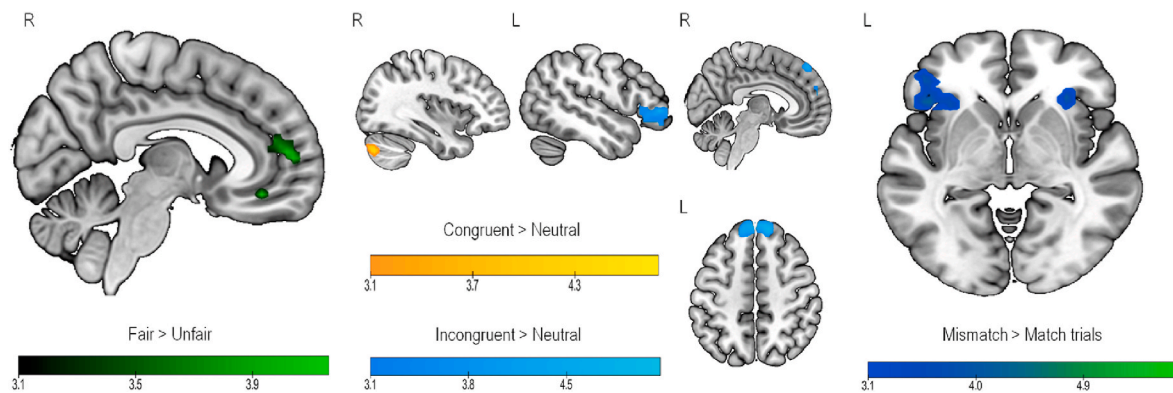 R
R
L
R
L
L
Congruent > Neutral
3.1 3.7 4.3
Fair > Unfair
3.1 3.5 3.9
Incongruent > Neutral
3.1 3.8 4.5
Mismatch > Match trials
3.1 4.0 4.9